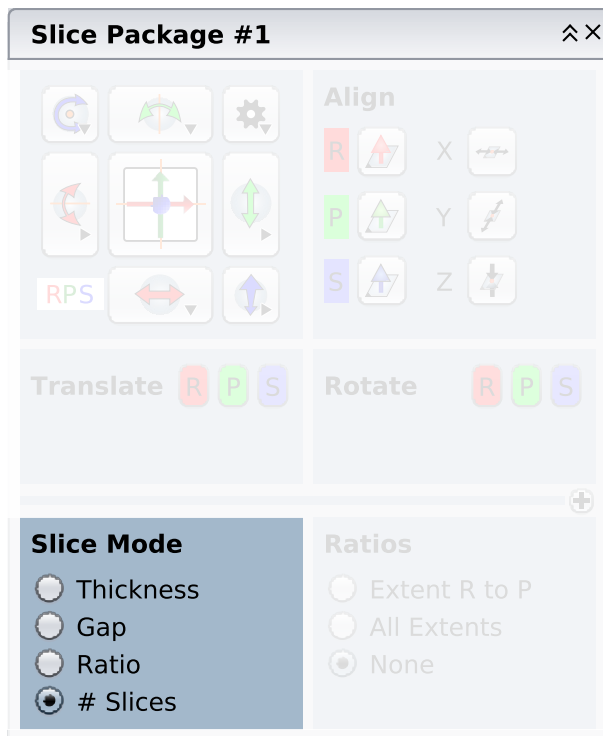 Slice Package #1
Align
R X
P Y
S Z
RPS
Translate R P S
Rotate R P S
Slice Mode
Thickness
Gap
Ratio
# Slices
Ratios
Extent R to P
All Extents
None